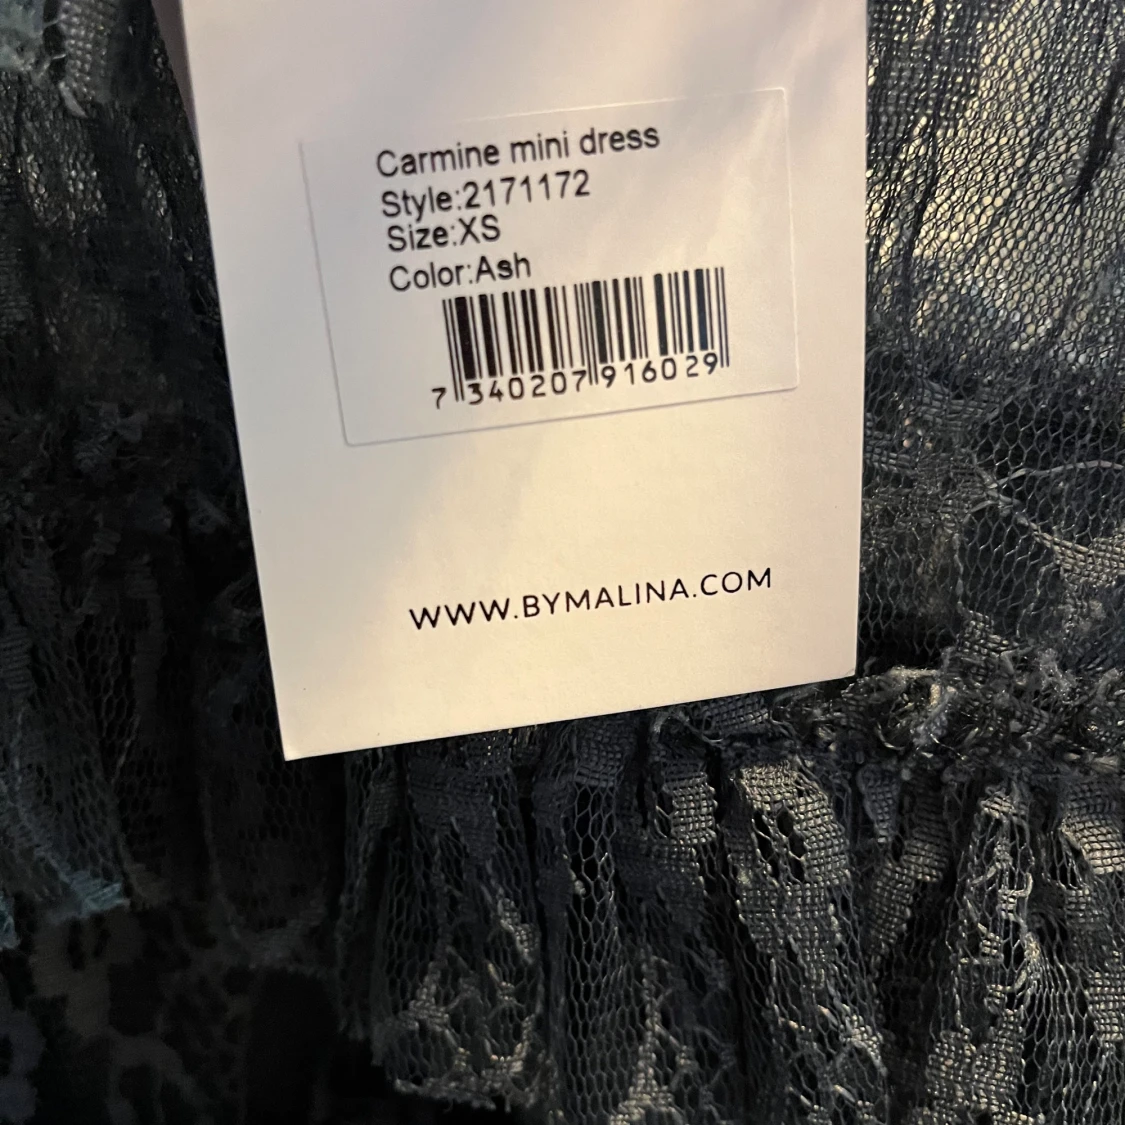 Carmine mini dress
Style:2171172
Size:XS
Color:Ash
7 340207 916029
WWW.BYMALINA.COM